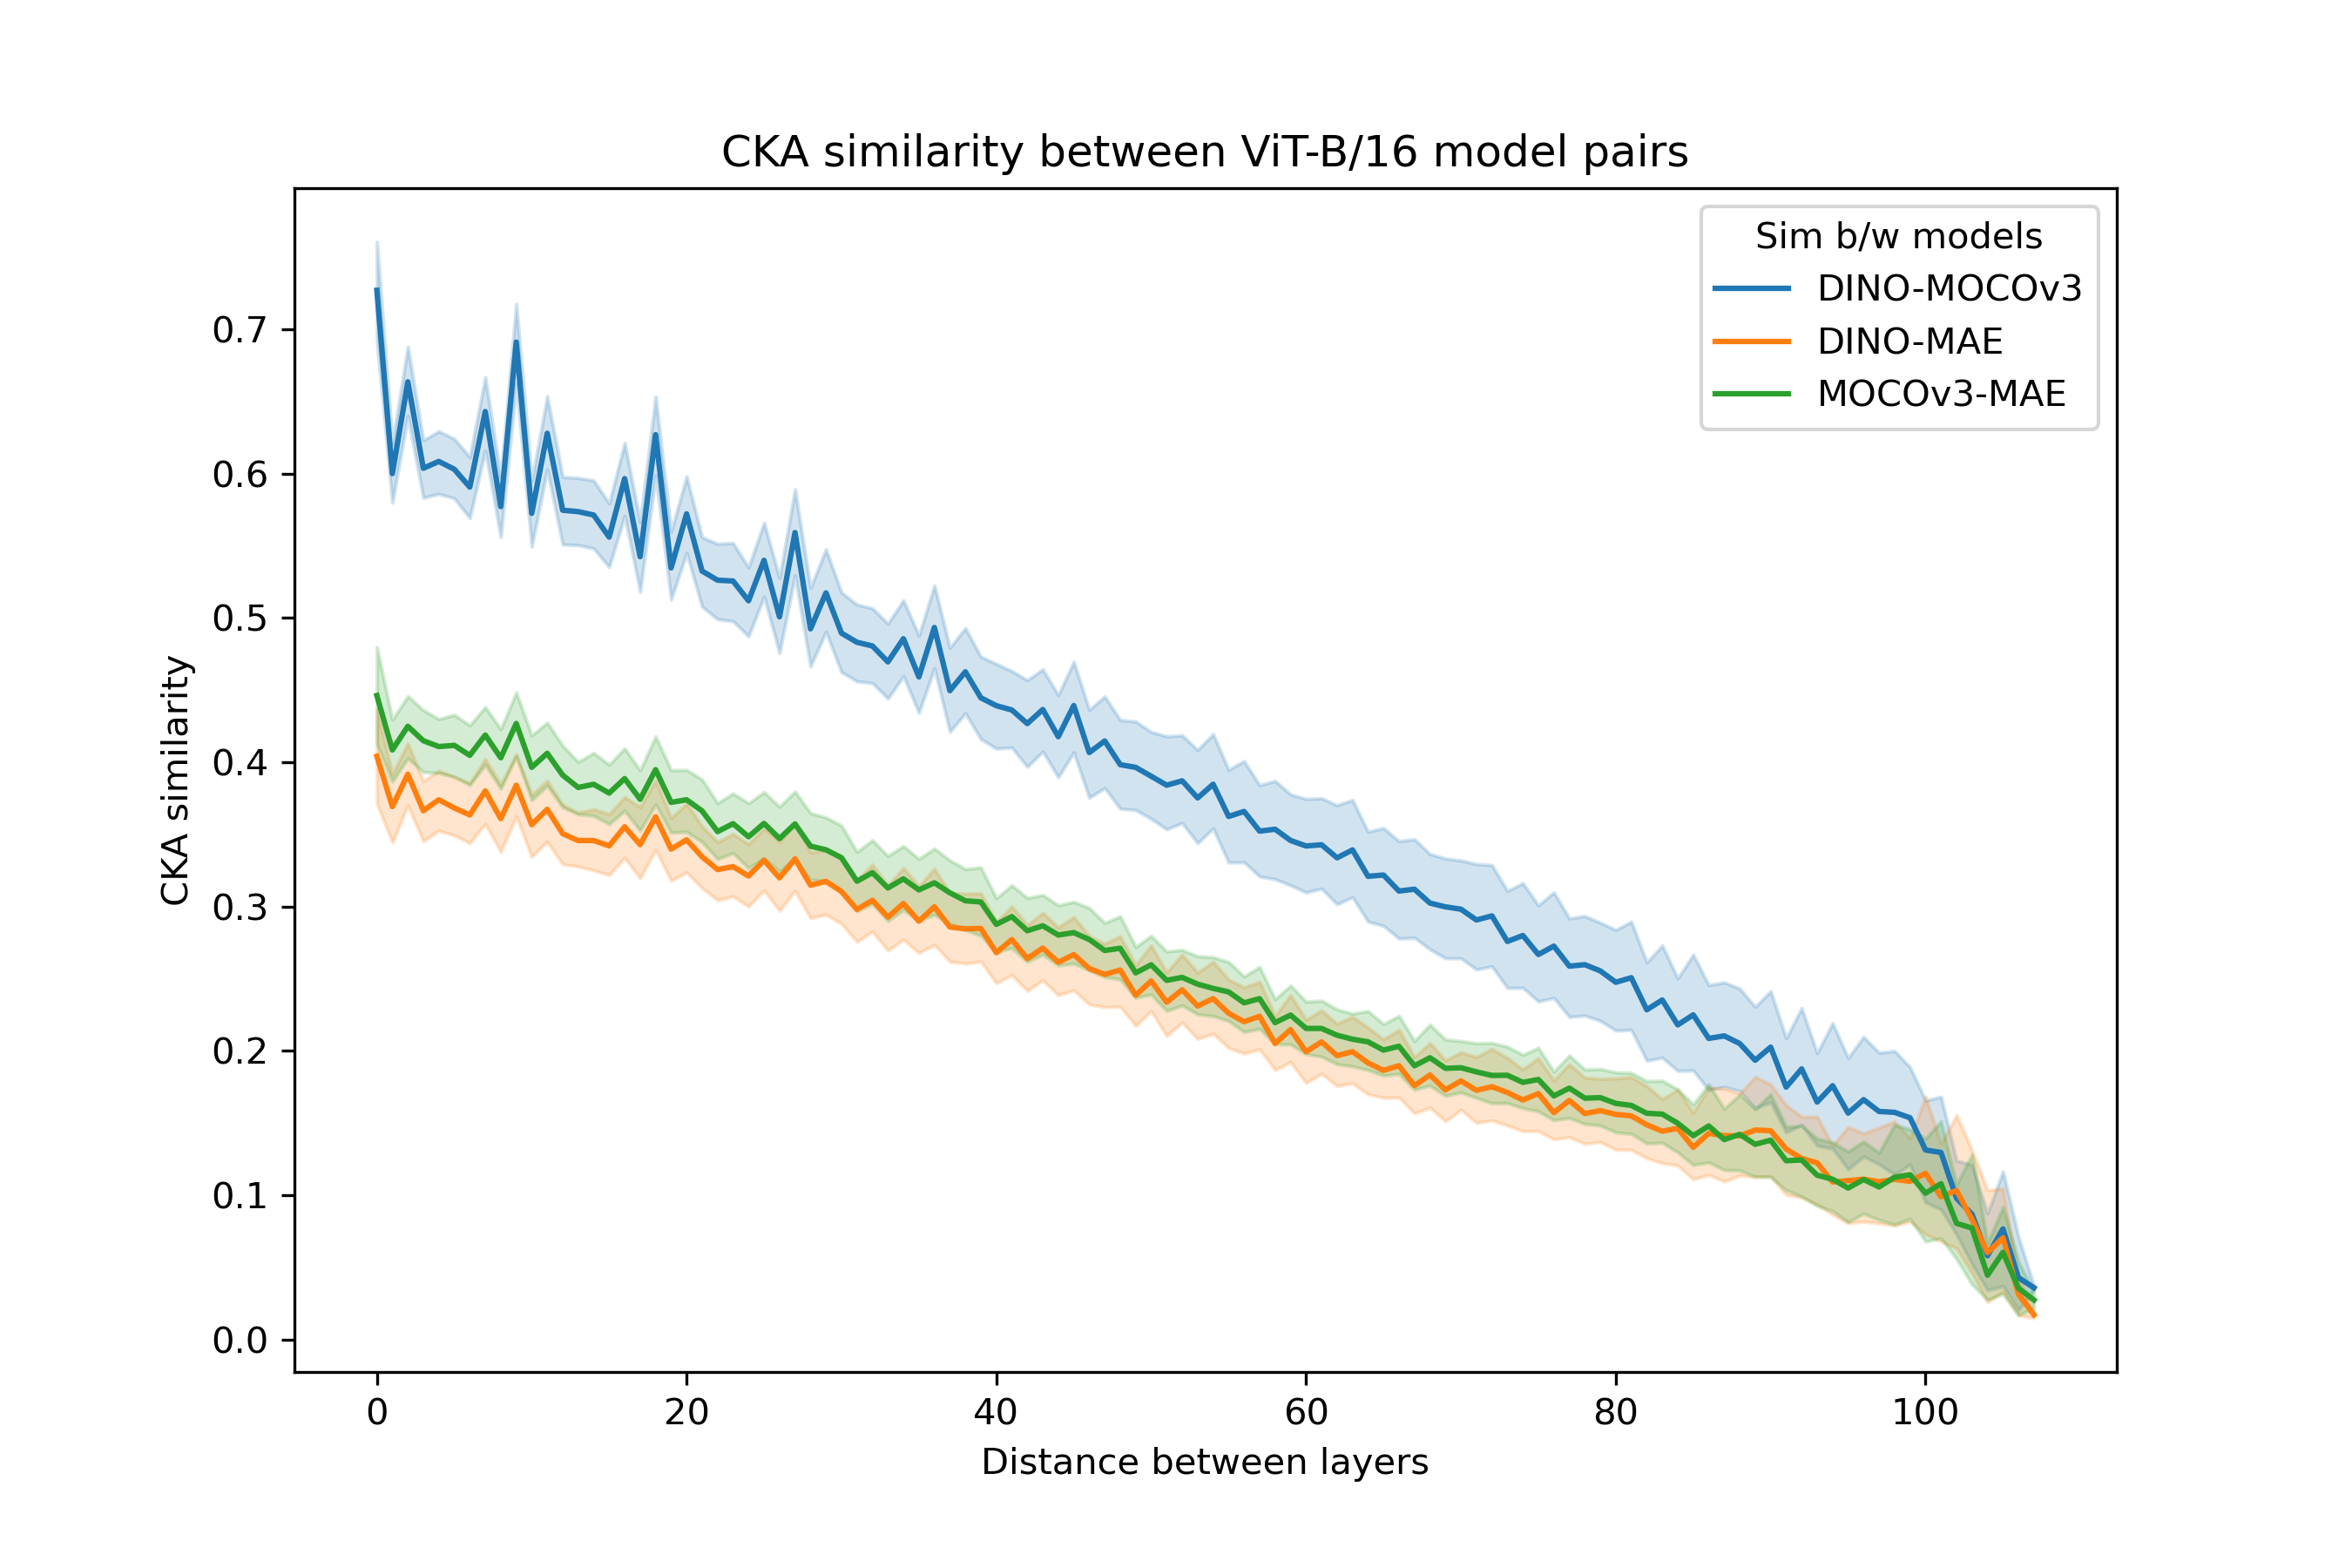 CKA similarity between ViT-B/16 model pairs
Sim b/w models
DINO-MOCOv3
DINO-MAE
MOCOv3-MAE
CKA similarity
0.7
0.6
0.5
0.4
0.3
0.2
0.1
0.0
0 20 40 60 80 100
Distance between layers